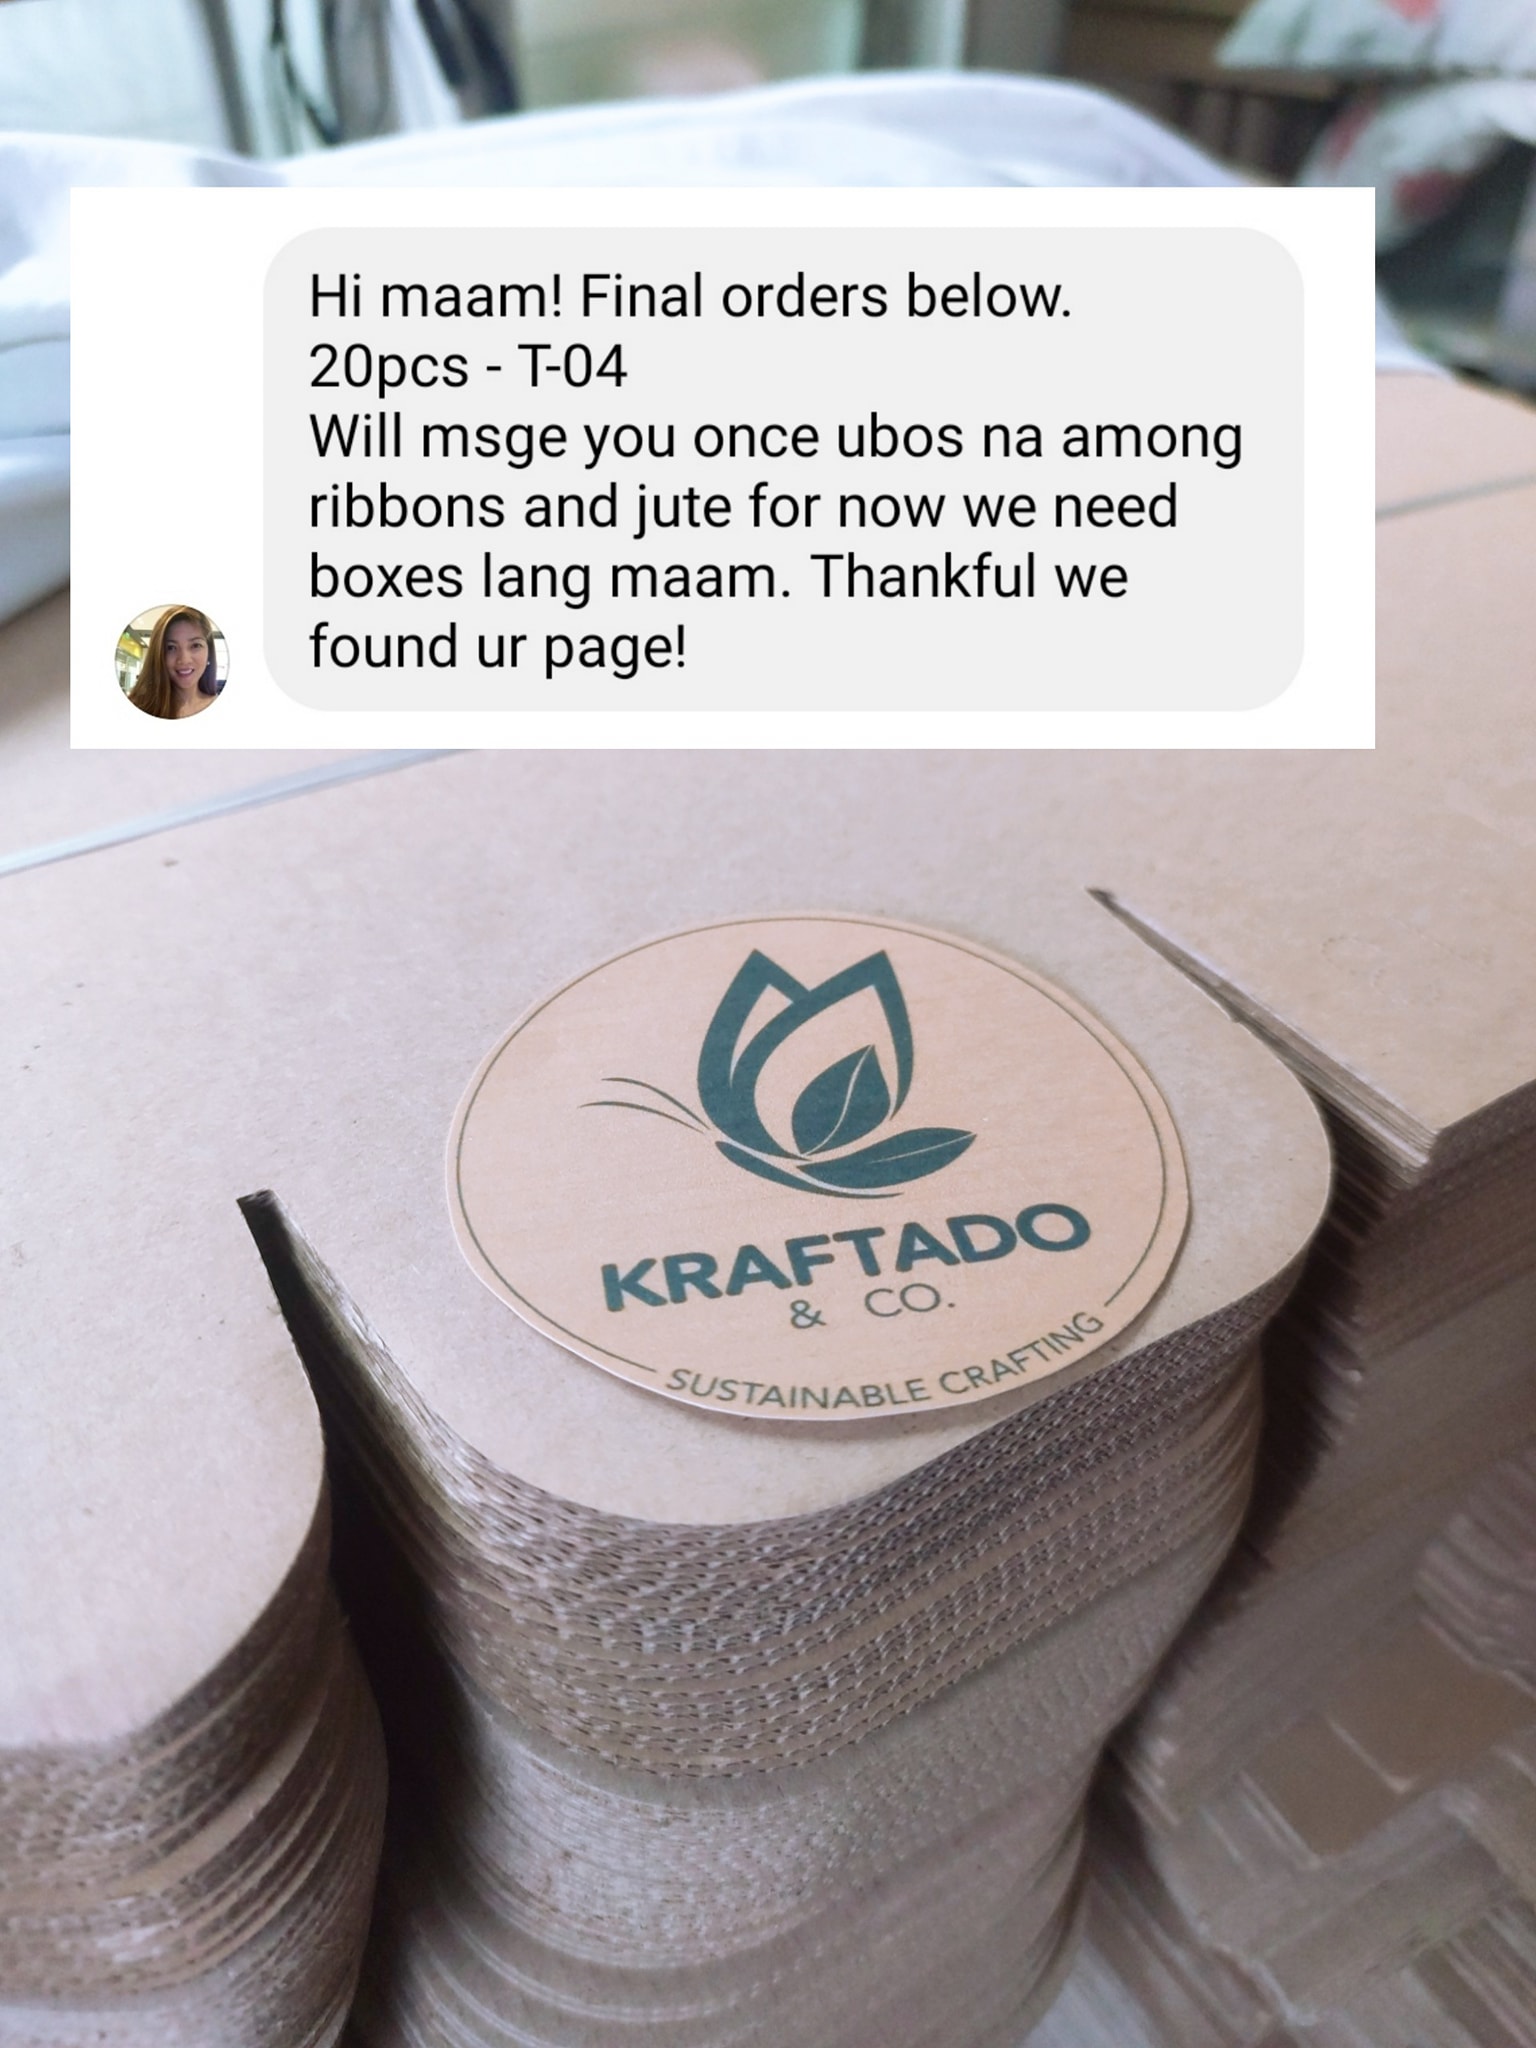 Hi maam! Final orders below.
20pcs - T-04
Will msge you once ubos na among
ribbons and jute for now we need
boxes lang maam. Thankful we
found ur page!
KRAFTADO
& CO.
SUSTAINABLE CRAFTING